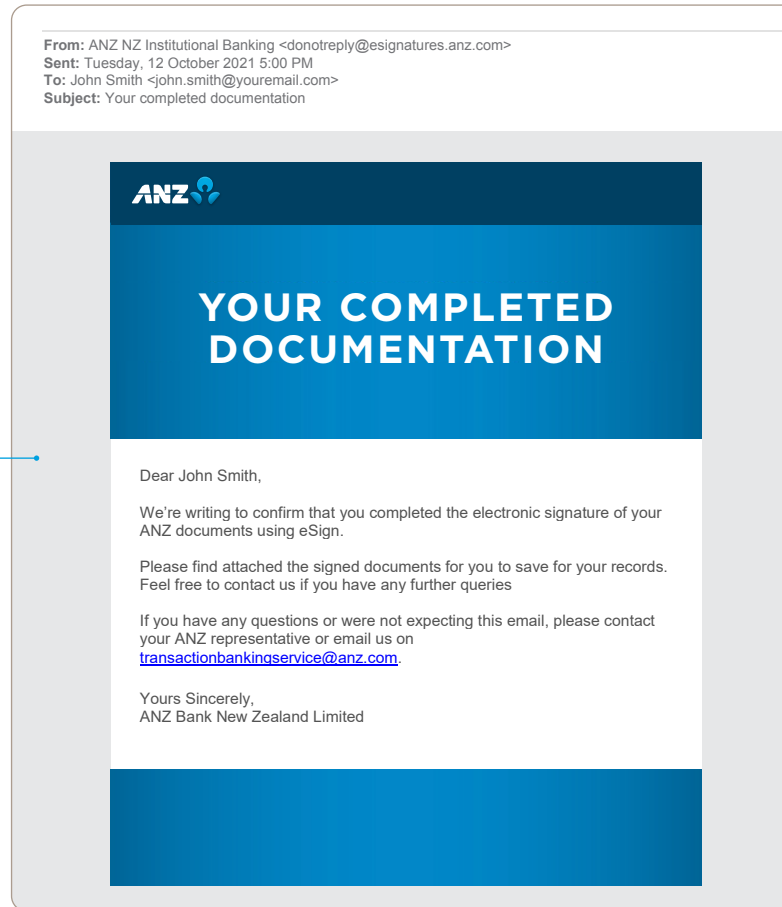 From: ANZ NZ Institutional Banking <donotreply@esignatures.anz.com>
Sent: Tuesday, 12 October 2021 5:00 PM
To: John Smith <john.smith@youremail.com>
Subject: Your completed documentation
ANZ
YOUR COMPLETED
DOCUMENTATION
Dear John Smith,
We’re writing to confirm that you completed the electronic signature of your
ANZ documents using eSign.
Please find attached the signed documents for you to save for your records.
Feel free to contact us if you have any further queries
If you have any questions or were not expecting this email, please contact
your ANZ representative or email us on
transactionbankingservice@anz.com.
Yours Sincerely,
ANZ Bank New Zealand Limited